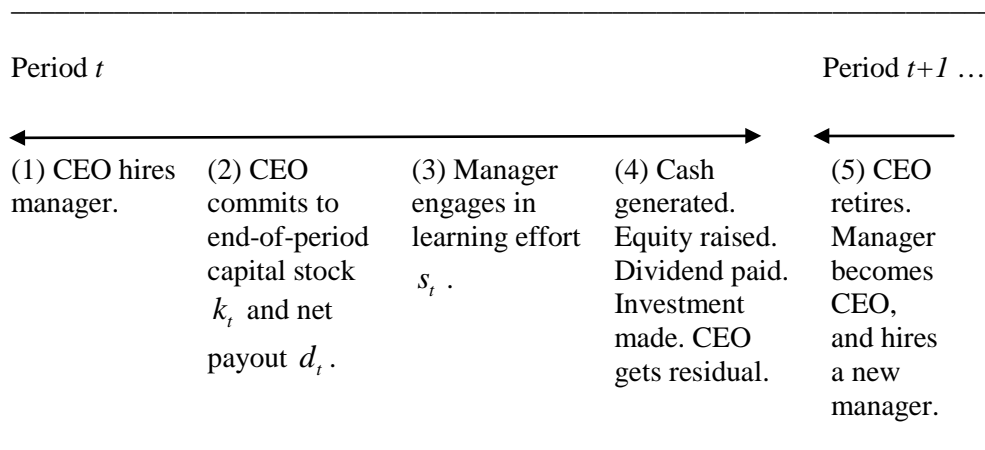 Period t
Period t+1 …
(1) CEO hires
manager.
(2) CEO
commits to
end-of-period
capital stock
k_t and net
payout d_t .
(3) Manager
engages in
learning effort
s_t .
(4) Cash
generated.
Equity raised.
Dividend paid.
Investment
made. CEO
gets residual.
(5) CEO
retires.
Manager
becomes
CEO,
and hires
a new
manager.